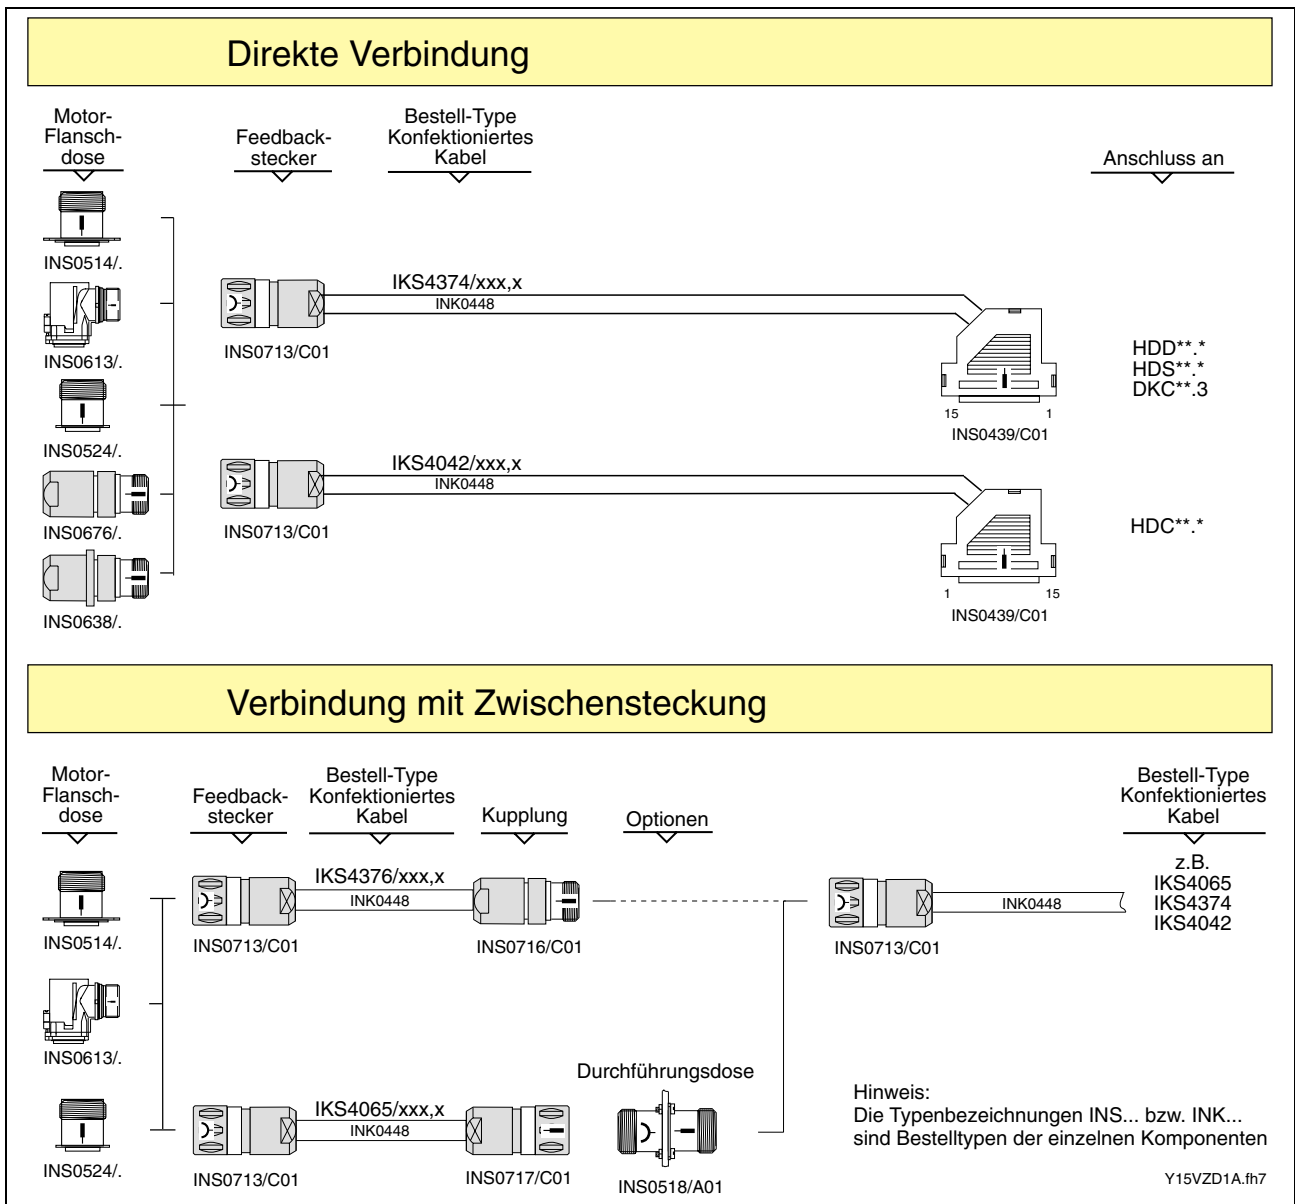 Direkte Verbindung
Motor-
Flansch-
dose
Feedback-
stecker
Bestell-Type
Konfektioniertes
Kabel
Anschluss an
INS0514/.
INS0613/.
INS0524/.
INS0676/.
INS0638/.
IKS4374/xxx,x
INK0448
INS0713/C01
15 1
INS0439/C01
HDD**.*
HDS**.*
DKC**.3
IKS4042/xxx,x
INK0448
INS0713/C01
1 15
INS0439/C01
HDC**.*
Verbindung mit Zwischensteckung
Motor-
Flansch-
dose
Feedback-
stecker
Bestell-Type
Konfektioniertes
Kabel
Kupplung
Optionen
Bestell-Type
Konfektioniertes
Kabel
INS0514/.
INS0613/.
INS0524/.
IKS4376/xxx,x
INK0448
INS0713/C01
INS0716/C01
INK0448
INS0713/C01
z.B.
IKS4065
IKS4374
IKS4042
IKS4065/xxx,x
INK0448
INS0713/C01
INS0717/C01
Durchführungsdose
INS0518/A01
Hinweis:
Die Typenbezeichnungen INS... bzw. INK...
sind Bestelltypen der einzelnen Komponenten
Y15VZD1A.fh7